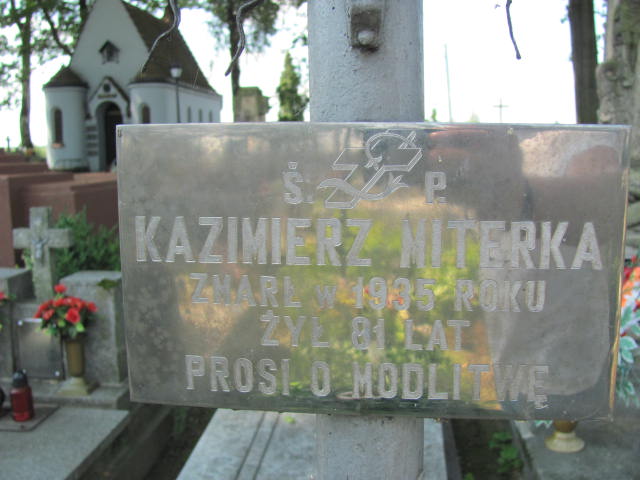 Ś. P.
KAZIMIERZ NITERKA
ZMARŁ w 1935 ROKU
ŻYŁ 81 LAT
PROSI O MODLITWĘ